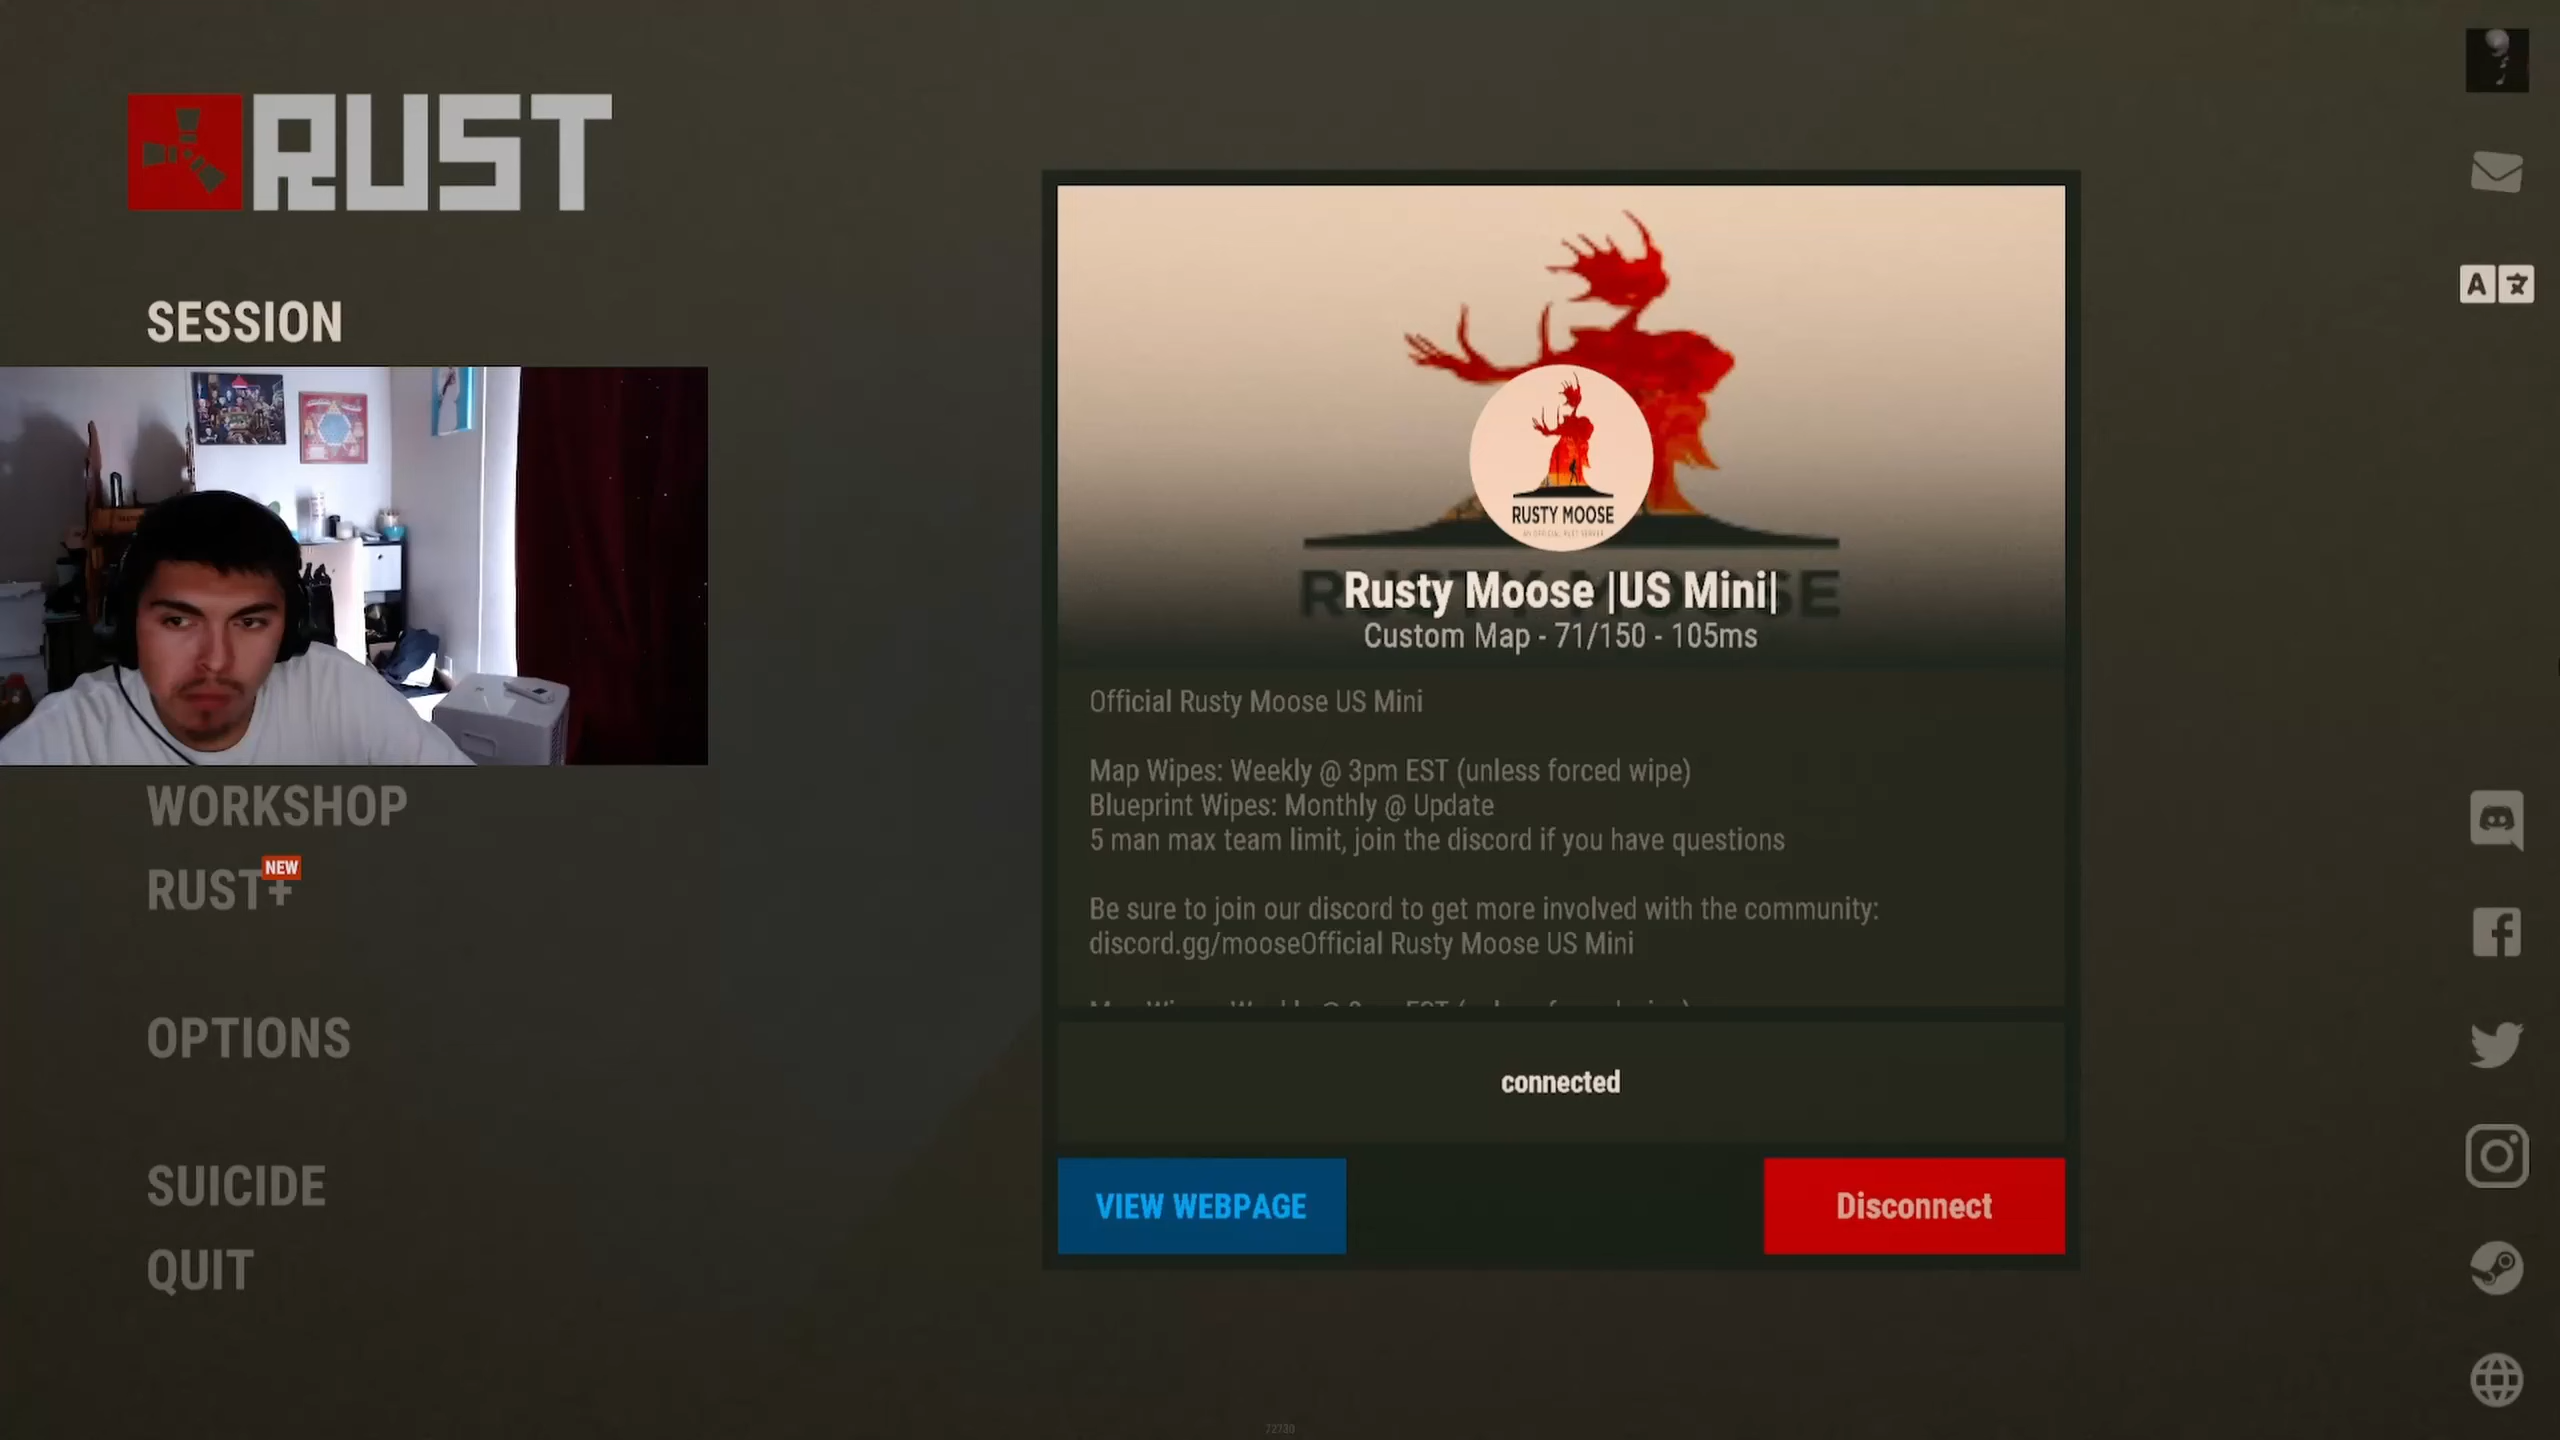 RUST
SESSION
WORKSHOP
RUST+
NEW
OPTIONS
SUICIDE
QUIT
RUSTY MOOSE
Rusty Moose |US Mini|
Custom Map - 71/150 - 105ms
Official Rusty Moose US Mini
Map Wipes: Weekly @ 3pm EST (unless forced wipe)
Blueprint Wipes: Monthly @ Update
5 man max team limit, join the discord if you have questions
Be sure to join our discord to get more involved with the community:
discord.gg/mooseOfficial Rusty Moose US Mini
connected
VIEW WEBPAGE
Disconnect
A
72730